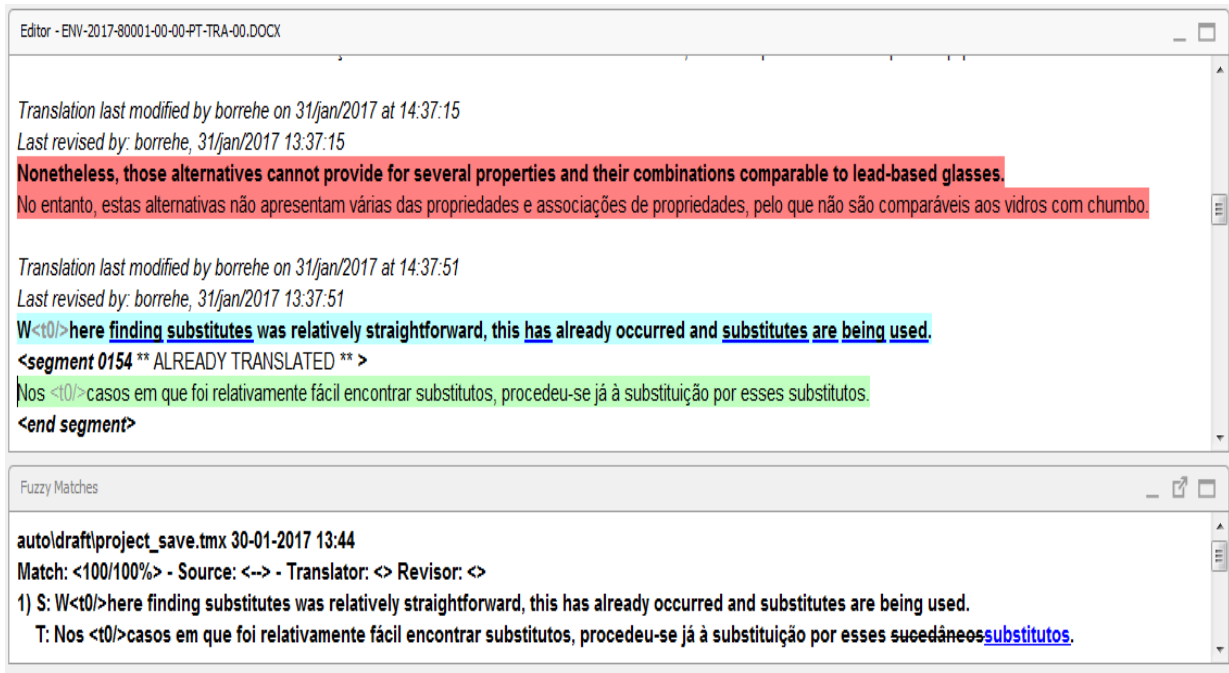 Editor - ENV-2017-80001-00-00-PT-TRA-00.DOCX
Translation last modified by borrehe on 31/jan/2017 at 14:37:15
Last revised by: borrehe, 31/jan/2017 13:37:15
Nonetheless, those alternatives cannot provide for several properties and their combinations comparable to lead-based glasses.
No entanto, estas alternativas não apresentam várias das propriedades e associações de propriedades, pelo que não são comparáveis aos vidros com chumbo.
Translation last modified by borrehe on 31/jan/2017 at 14:37:51
Last revised by: borrehe, 31/jan/2017 13:37:51
W<t0/>here finding substitutes was relatively straightforward, this has already occurred and substitutes are being used.
<segment 0154 ** ALREADY TRANSLATED ** >
Nos <t0/>casos em que foi relativamente fácil encontrar substitutos, procedeu-se já à substituição por esses substitutos.
<end segment>
Fuzzy Matches
auto\draft\project_save.tmx 30-01-2017 13:44
Match: <100/100%> - Source: <--> - Translator: <> Revisor: <>
1) S: W<t0/>here finding substitutes was relatively straightforward, this has already occurred and substitutes are being used.
T: Nos <t0/>casos em que foi relativamente fácil encontrar substitutos, procedeu-se já à substituição por esses sucedâneossubstitutos.